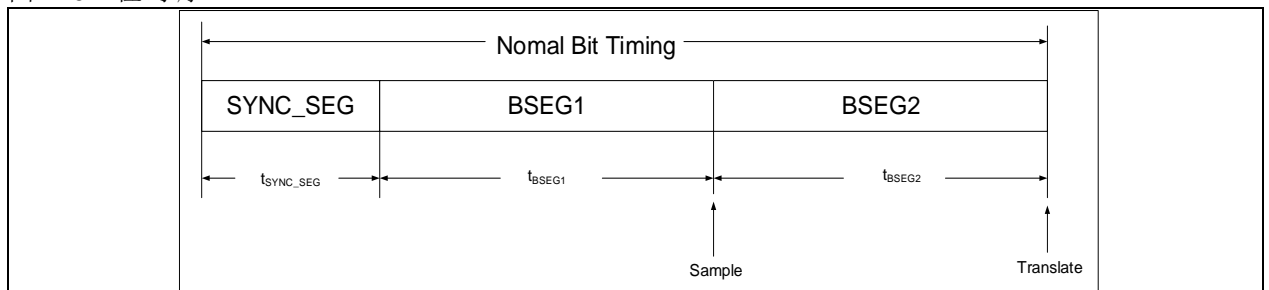 Nomal Bit Timing
SYNC_SEG BSEG1 BSEG2
tSYNC_SEG tBSEG1 tBSEG2
Sample Translate